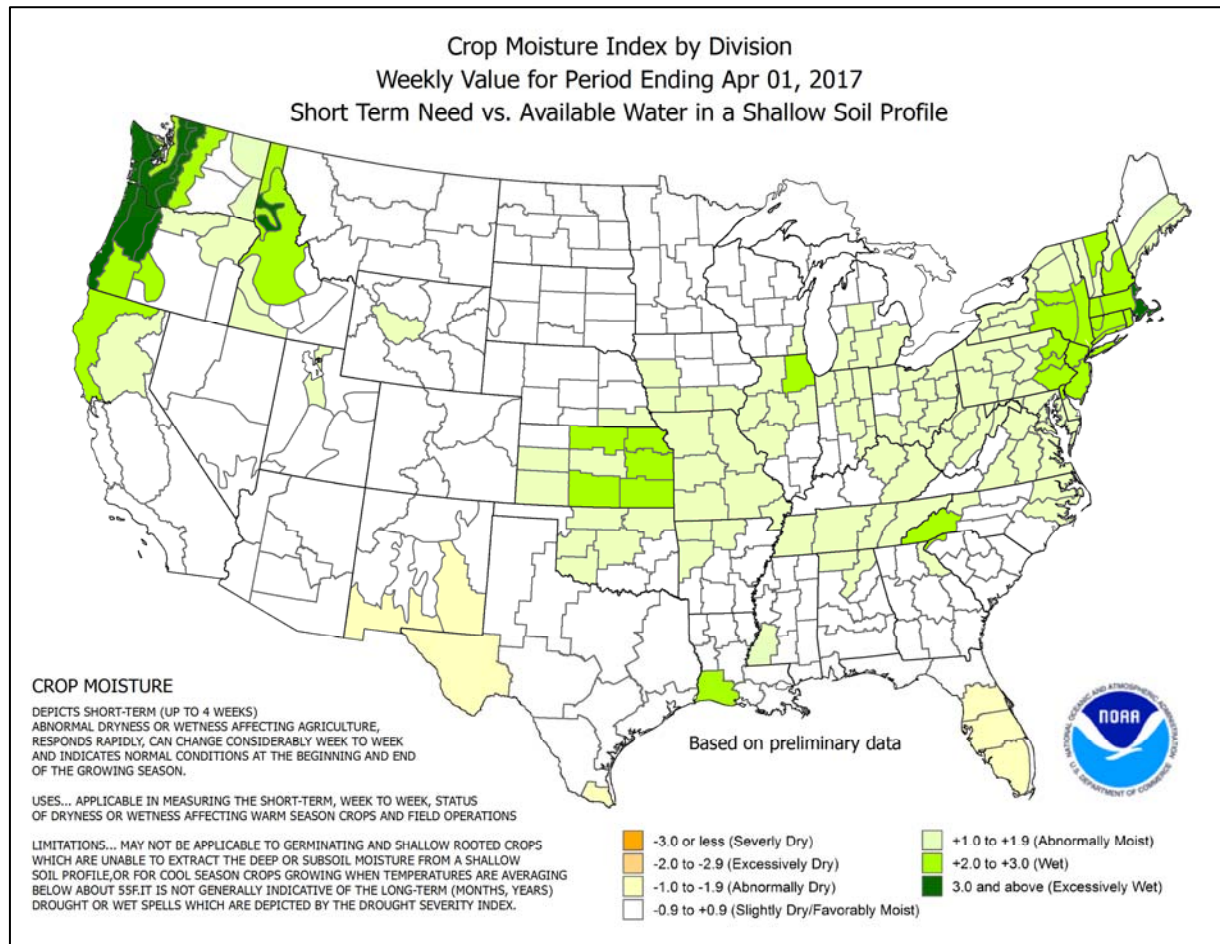 Crop Moisture Index by Division
Weekly Value for Period Ending Apr 01, 2017
Short Term Need vs. Available Water in a Shallow Soil Profile
CROP MOISTURE
DEPICTS SHORT-TERM (UP TO 4 WEEKS)
ABNORMAL DRYNESS OR WETNESS AFFECTING AGRICULTURE,
RESPONDS RAPIDLY, CAN CHANGE CONSIDERABLY WEEK TO WEEK
AND INDICATES NORMAL CONDITIONS AT THE BEGINNING AND END
OF THE GROWING SEASON.
USES... APPLICABLE IN MEASURING THE SHORT-TERM, WEEK TO WEEK, STATUS
OF DRYNESS OR WETNESS AFFECTING WARM SEASON CROPS AND FIELD OPERATIONS
LIMITATIONS... MAY NOT BE APPLICABLE TO GERMINATING AND SHALLOW ROOTED CROPS
WHICH ARE UNABLE TO EXTRACT THE DEEP OR SUBSOIL MOISTURE FROM A SHALLOW
SOIL PROFILE,OR FOR COOL SEASON CROPS GROWING WHEN TEMPERATURES ARE AVERAGING
BELOW ABOUT 55F.IT IS NOT GENERALLY INDICATIVE OF THE LONG-TERM (MONTHS, YEARS)
DROUGHT OR WET SPELLS WHICH ARE DEPICTED BY THE DROUGHT SEVERITY INDEX.
Based on preliminary data
NATIONAL OCEANIC AND ATMOSPHERIC ADMINISTRATION
NOAA
U.S. DEPARTMENT OF COMMERCE
-3.0 or less (Severly Dry)
-2.0 to -2.9 (Excessively Dry)
-1.0 to -1.9 (Abnormally Dry)
-0.9 to +0.9 (Slightly Dry/Favorably Moist)
+1.0 to +1.9 (Abnormally Moist)
+2.0 to +3.0 (Wet)
3.0 and above (Excessively Wet)